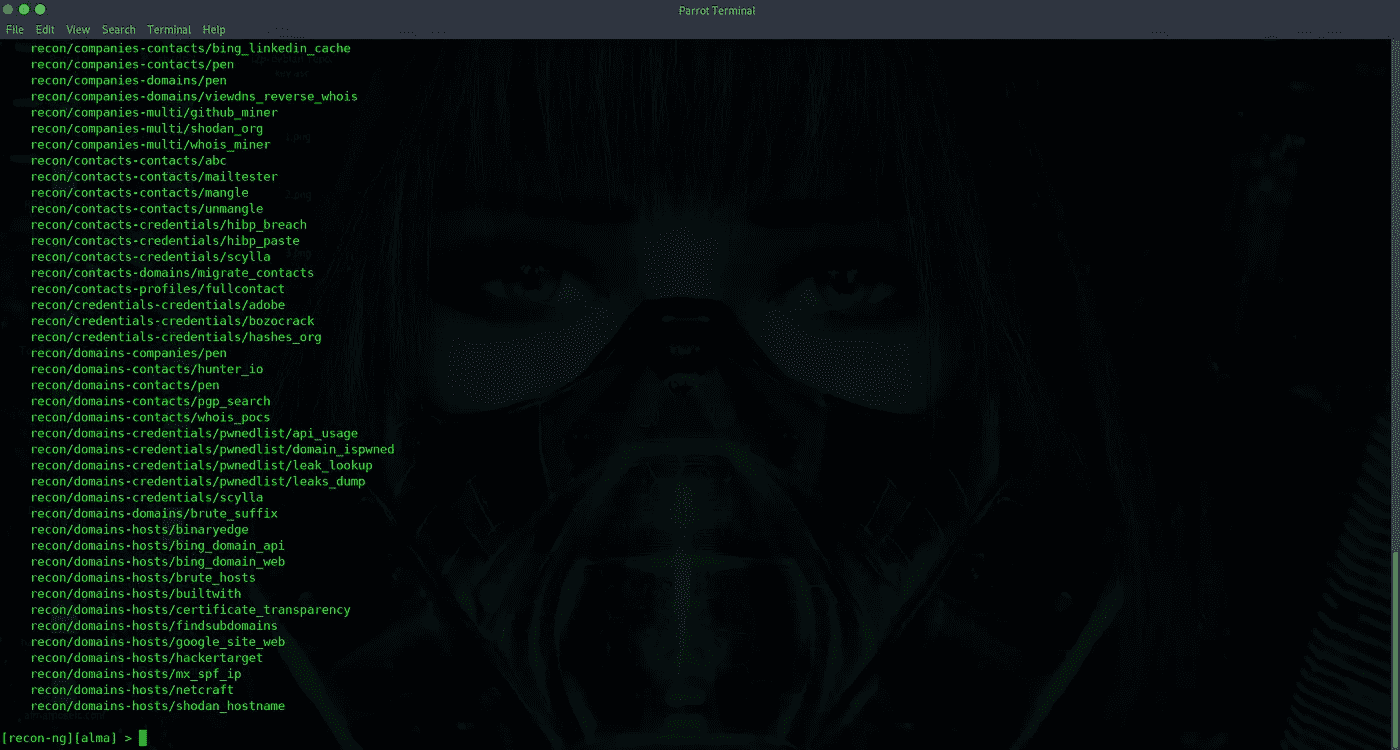 Parrot Terminal
File Edit View Search Terminal Help
recon/companies-contacts/bing_linkedin_cache
recon/companies-contacts/pen
recon/companies-domains/pen
recon/companies-domains/viewdns_reverse_whois
recon/companies-multi/github_miner
recon/companies-multi/shodan_org
recon/companies-multi/whois_miner
recon/contacts-contacts/abc
recon/contacts-contacts/mailtester
recon/contacts-contacts/mangle
recon/contacts-contacts/unmangle
recon/contacts-credentials/hibp_breach
recon/contacts-credentials/hibp_paste
recon/contacts-credentials/scylla
recon/contacts-domains/migrate_contacts
recon/contacts-profiles/fullcontact
recon/credentials-credentials/adobe
recon/credentials-credentials/bozocrack
recon/credentials-credentials/hashes_org
recon/domains-companies/pen
recon/domains-contacts/hunter_io
recon/domains-contacts/pen
recon/domains-contacts/pgp_search
recon/domains-contacts/whois_pocs
recon/domains-credentials/pwnedlist/api_usage
recon/domains-credentials/pwnedlist/domain_ispwned
recon/domains-credentials/pwnedlist/leak_lookup
recon/domains-credentials/pwnedlist/leaks_dump
recon/domains-credentials/scylla
recon/domains-domains/brute_suffix
recon/domains-hosts/binaryedge
recon/domains-hosts/bing_domain_api
recon/domains-hosts/bing_domain_web
recon/domains-hosts/brute_hosts
recon/domains-hosts/builtwith
recon/domains-hosts/certificate_transparency
recon/domains-hosts/findsubdomains
recon/domains-hosts/google_site_web
recon/domains-hosts/hackertarget
recon/domains-hosts/mx_spf_ip
recon/domains-hosts/netcraft
recon/domains-hosts/shodan_hostname
[recon-ng][alma] >